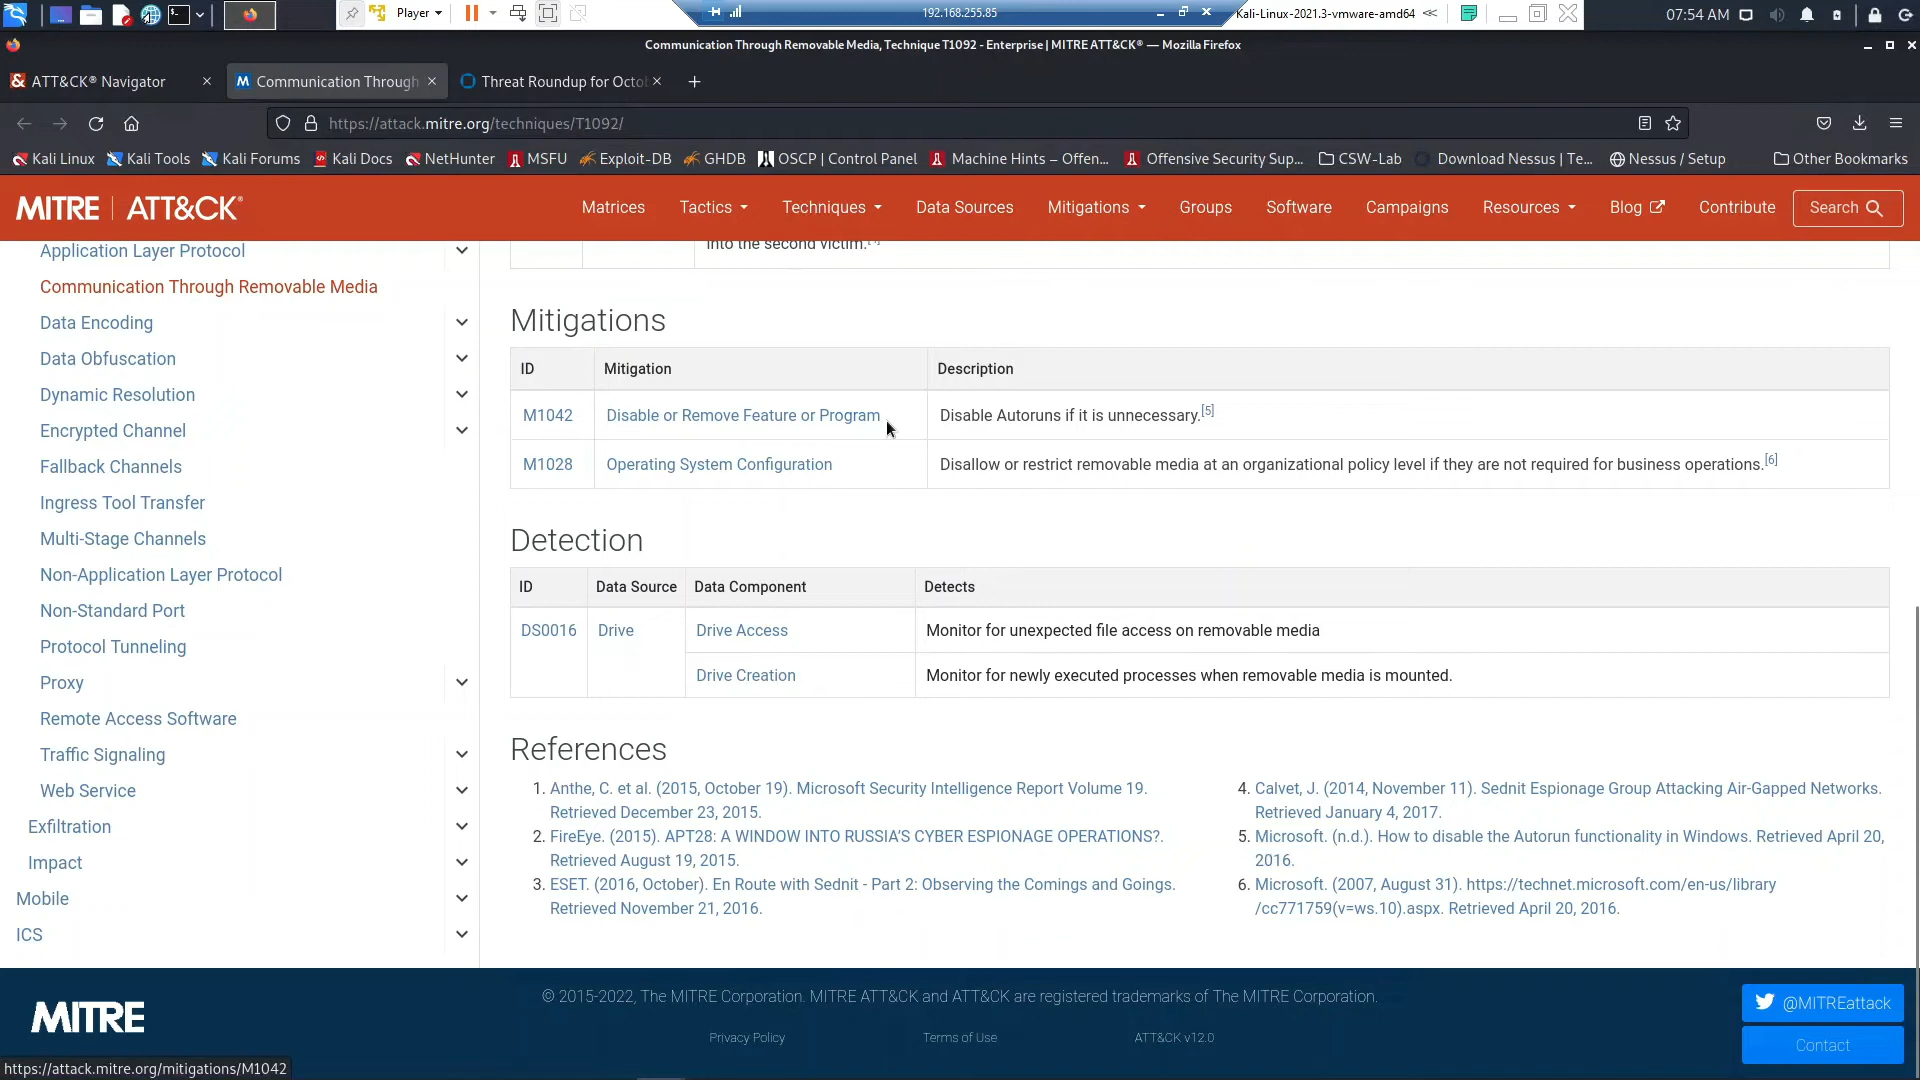 Player
192.168.255.85
Kali-Linux-2021.3-vmware-amd64
07:54 AM
Communication Through Removable Media, Technique T1092 - Enterprise | MITRE ATT&CK® — Mozilla Firefox
ATT&CK® Navigator
Communication Through
Threat Roundup for Octo
https://attack.mitre.org/techniques/T1092/
Kali Linux
Kali Tools
Kali Forums
Kali Docs
NetHunter
MSFU
Exploit-DB
GHDB
OSCP | Control Panel
Machine Hints – Offen...
Offensive Security Sup...
CSW-Lab
Download Nessus | Te...
Nessus / Setup
Other Bookmarks
MITRE | ATT&CK®
Matrices
Tactics
Techniques
Data Sources
Mitigations
Groups
Software
Campaigns
Resources
Blog
Contribute
Search
Application Layer Protocol
Communication Through Removable Media
Data Encoding
Data Obfuscation
Dynamic Resolution
Encrypted Channel
Fallback Channels
Ingress Tool Transfer
Multi-Stage Channels
Non-Application Layer Protocol
Non-Standard Port
Protocol Tunneling
Proxy
Remote Access Software
Traffic Signaling
Web Service
Exfiltration
Impact
Mobile
ICS
into the second victim.
Mitigations
ID Mitigation Description
M1042 Disable or Remove Feature or Program Disable Autoruns if it is unnecessary.[5]
M1028 Operating System Configuration Disallow or restrict removable media at an organizational policy level if they are not required for business operations.[6]
Detection
ID Data Source Data Component Detects
DS0016 Drive Drive Access Monitor for unexpected file access on removable media
Drive Creation Monitor for newly executed processes when removable media is mounted.
References
1. Anthe, C. et al. (2015, October 19). Microsoft Security Intelligence Report Volume 19.
Retrieved December 23, 2015.
2. FireEye. (2015). APT28: A WINDOW INTO RUSSIA’S CYBER ESPIONAGE OPERATIONS?.
Retrieved August 19, 2015.
3. ESET. (2016, October). En Route with Sednit - Part 2: Observing the Comings and Goings.
Retrieved November 21, 2016.
4. Calvet, J. (2014, November 11). Sednit Espionage Group Attacking Air-Gapped Networks.
Retrieved January 4, 2017.
5. Microsoft. (n.d.). How to disable the Autorun functionality in Windows. Retrieved April 20,
2016.
6. Microsoft. (2007, August 31). https://technet.microsoft.com/en-us/library
/cc771759(v=ws.10).aspx. Retrieved April 20, 2016.
MITRE
© 2015-2022, The MITRE Corporation. MITRE ATT&CK and ATT&CK are registered trademarks of The MITRE Corporation.
Privacy Policy
Terms of Use
ATT&CK v12.0
@MITREattack
Contact
https://attack.mitre.org/mitigations/M1042